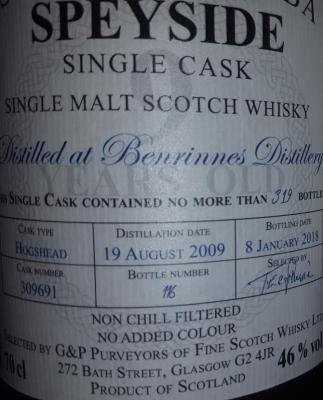 SPEYSIDE
SINGLE CASK
SINGLE MALT SCOTCH WHISKY
Distilled at Benrinnes Distillery
YEARS OLD
SINGLE CASK CONTAINED NO MORE THAN 319 BOTTLE
CASK TYPE DISTILLATION DATE BOTTLING DATE
HOGSHEAD 19 AUGUST 2009 8 JANUARY 2018
CASK NUMBER BOTTLE NUMBER SELECTED BY
309691 116
NON CHILL FILTERED
NO ADDED COLOUR
SELECTED BY G&P PURVEYORS OF FINE SCOTCH WHISKY LTD
70cl 272 BATH STREET, GLASGOW G2 4JR 46% vol
PRODUCT OF SCOTLAND